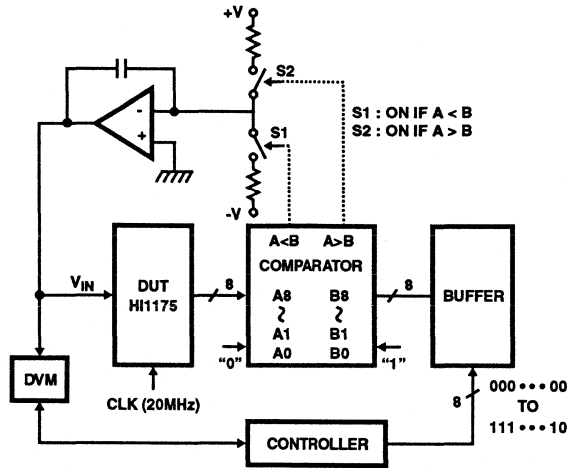 +V
S2
S1
-V
S1 : ON IF A < B
S2 : ON IF A > B
-
+
A<B A>B
COMPARATOR
A8 B8
~ ~
A1 B1
A0 B0
VIN
DUT
HI1175
8
8
BUFFER
"0"
"1"
DVM
CLK (20MHz)
8
000 • • • 00
TO
111 • • • 10
CONTROLLER